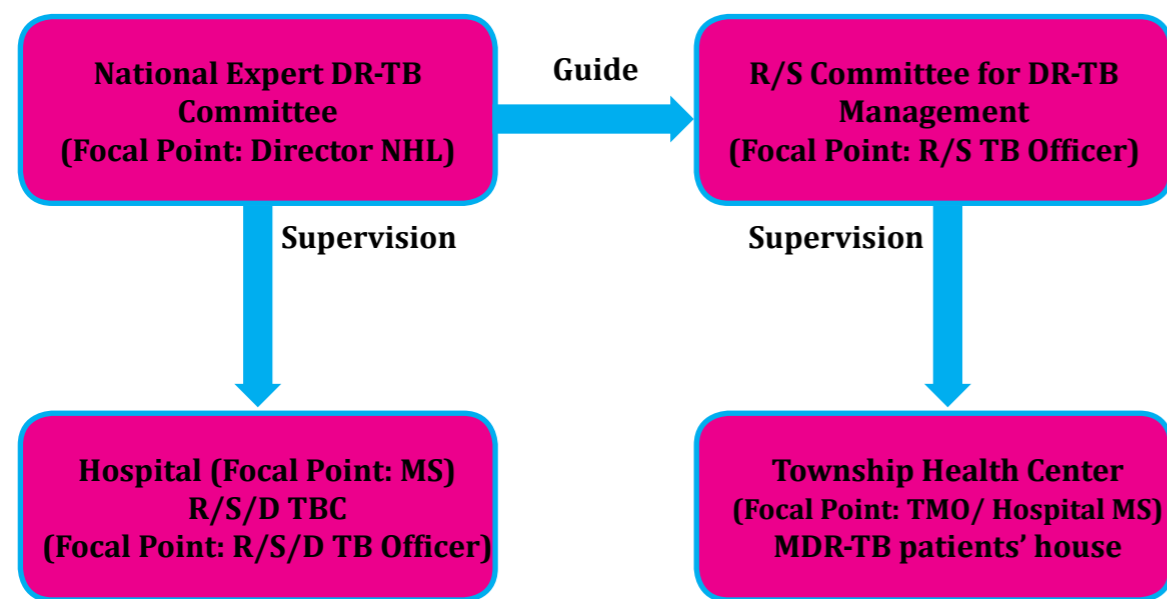 National Expert DR-TB
Committee
(Focal Point: Director NHL)
Guide
R/S Committee for DR-TB
Management
(Focal Point: R/S TB Officer)
Supervision
Supervision
Hospital (Focal Point: MS)
R/S/D TBC
(Focal Point: R/S/D TB Officer)
Township Health Center
(Focal Point: TMO/ Hospital MS)
MDR-TB patients’ house